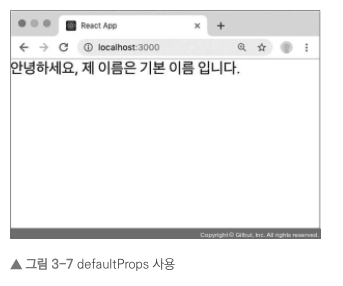 React App
localhost:3000
안녕하세요, 제 이름은 기본 이름 입니다.
Copyright© Gilbut, Inc. All rights reserved.
▲ 그림 3-7 defaultProps 사용